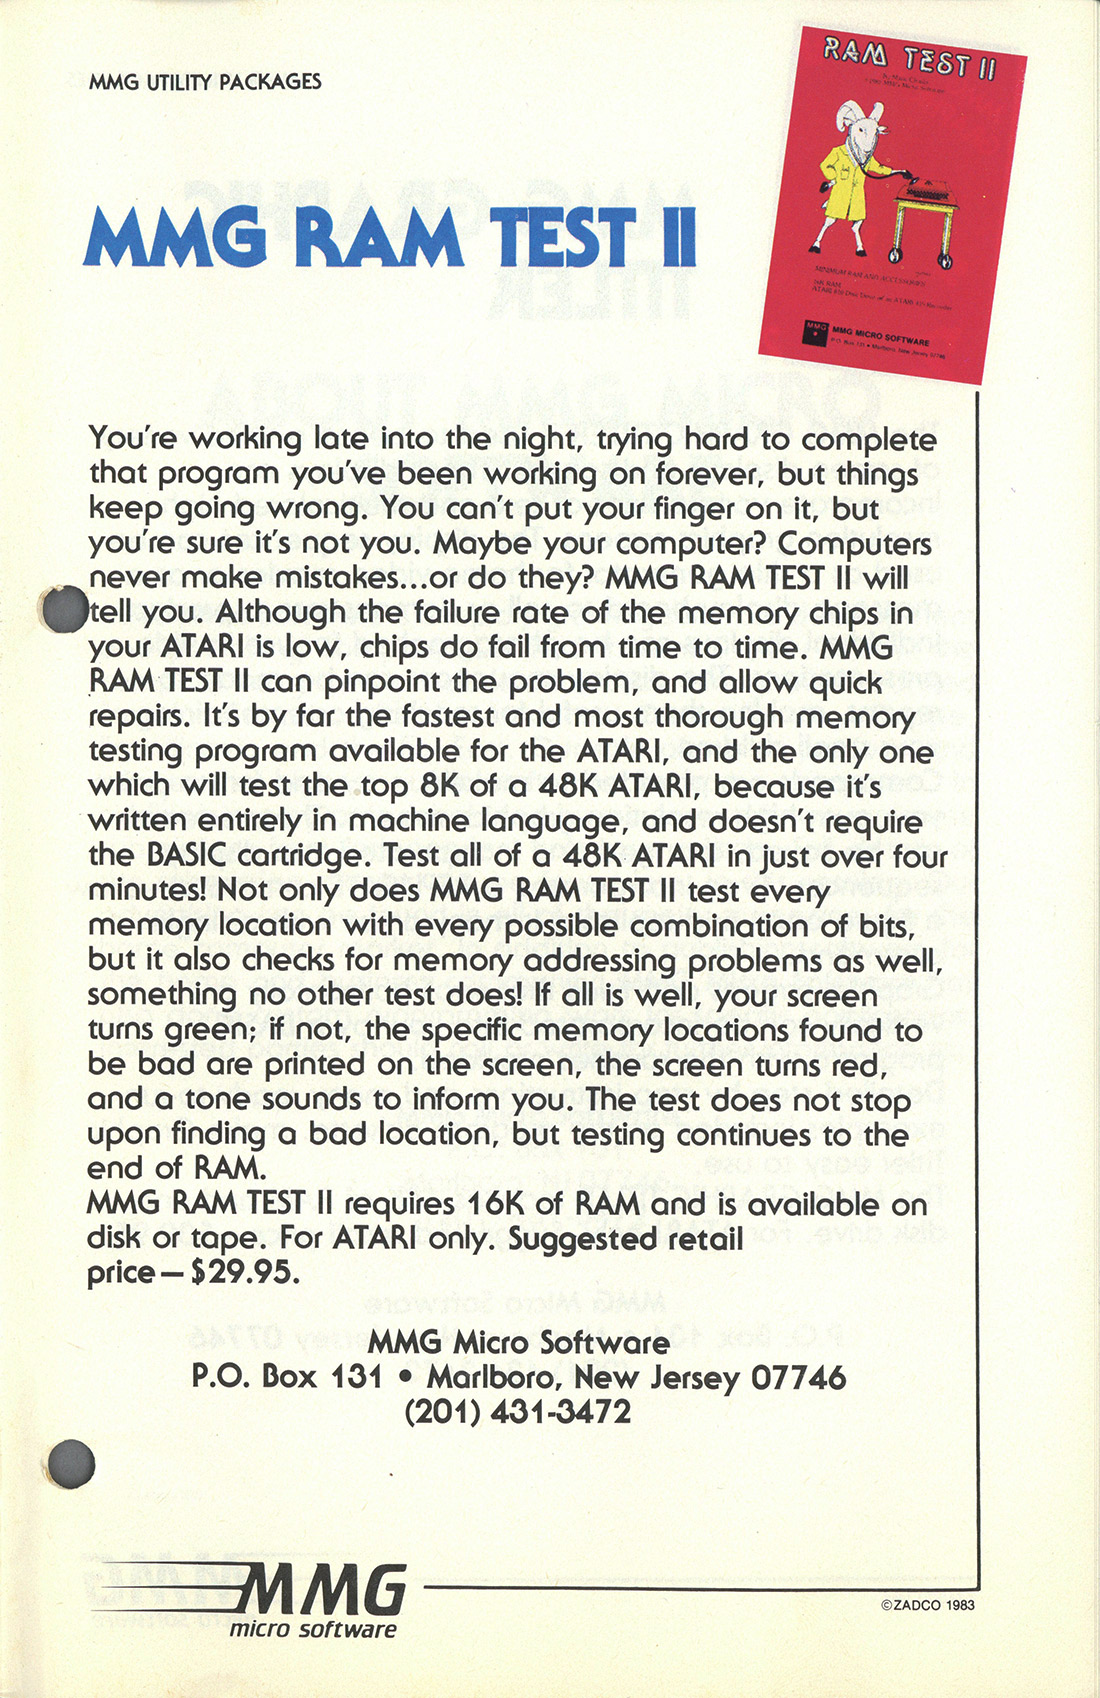 MMG UTILITY PACKAGES
RAM TEST II
MINIMUM RAM AND ACCESSORIES
16K RAM
MMG
MMG MICRO SOFTWARE
P.O. Box 131 • Marlboro, New Jersey 07746
MMG RAM TEST II
You're working late into the night, trying hard to complete
that program you've been working on forever, but things
keep going wrong. You can't put your finger on it, but
you're sure it's not you. Maybe your computer? Computers
never make mistakes...or do they? MMG RAM TEST II will
tell you. Although the failure rate of the memory chips in
your ATARI is low, chips do fail from time to time. MMG
RAM TEST II can pinpoint the problem, and allow quick
repairs. It's by far the fastest and most thorough memory
testing program available for the ATARI, and the only one
which will test the top 8K of a 48K ATARI, because it's
written entirely in machine language, and doesn't require
the BASIC cartridge. Test all of a 48K ATARI in just over four
minutes! Not only does MMG RAM TEST II test every
memory location with every possible combination of bits,
but it also checks for memory addressing problems as well,
something no other test does! If all is well, your screen
turns green; if not, the specific memory locations found to
be bad are printed on the screen, the screen turns red,
and a tone sounds to inform you. The test does not stop
upon finding a bad location, but testing continues to the
end of RAM.
MMG RAM TEST II requires 16K of RAM and is available on
disk or tape. For ATARI only. Suggested retail
price—$29.95.
MMG Micro Software
P.O. Box 131 • Marlboro, New Jersey 07746
(201) 431-3472
MMG
micro software
©ZADCO 1983